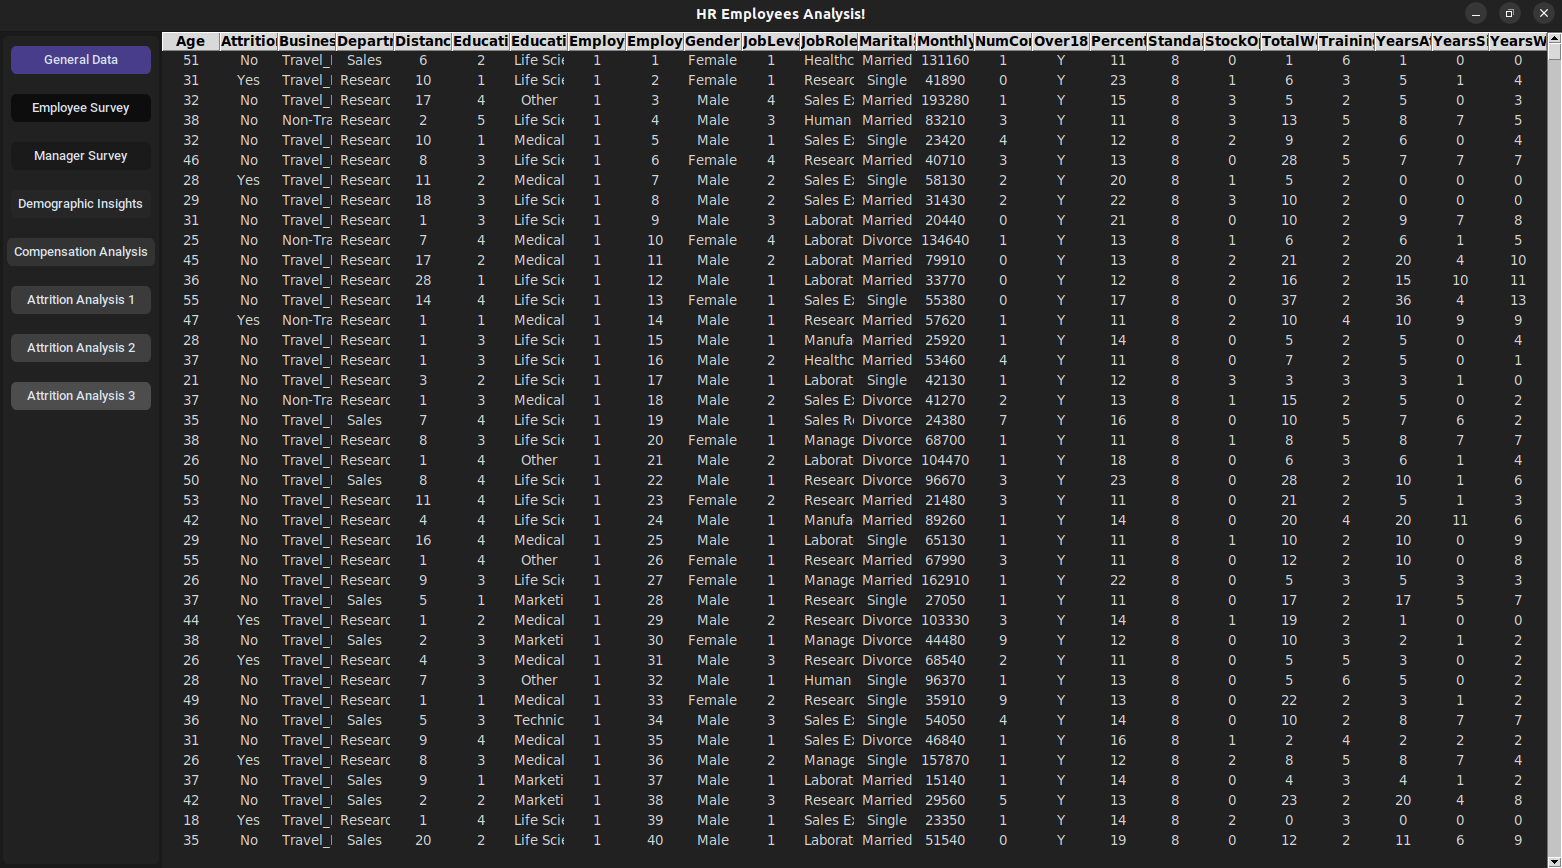 HR Employees Analysis!
General Data
Employee Survey
Manager Survey
Demographic Insights
Compensation Analysis
Attrition Analysis 1
Attrition Analysis 2
Attrition Analysis 3
Age Attritio Busines Departr Distanc Educati Educati Employ Employ Gender JobLeve JobRole Marital Monthly NumCo Over18 Percent Standa StockO TotalW Trainin YearsA YearsSi YearsW
51 No Travel_ Sales 6 2 Life Scie 1 1 Female 1 Healthc Married 131160 1 Y 11 8 0 1 6 1 0 0
31 Yes Travel_ Researc 10 1 Life Scie 1 2 Female 1 Researc Single 41890 0 Y 23 8 1 6 3 5 1 4
32 No Travel_ Researc 17 4 Other 1 3 Male 4 Sales Ex Married 193280 1 Y 15 8 3 5 2 5 0 3
38 No Non-Tra Researc 2 5 Life Scie 1 4 Male 3 Human Married 83210 3 Y 11 8 3 13 5 8 7 5
32 No Travel_ Researc 10 1 Medical 1 5 Male 1 Sales Ex Single 23420 4 Y 12 8 2 9 2 6 0 4
46 No Travel_ Researc 8 3 Life Scie 1 6 Female 4 Researc Married 40710 3 Y 13 8 0 28 5 7 7 7
28 Yes Travel_ Researc 11 2 Medical 1 7 Male 2 Sales Ex Single 58130 2 Y 20 8 1 5 2 0 0 0
29 No Travel_ Researc 18 3 Life Scie 1 8 Male 2 Sales Ex Married 31430 2 Y 22 8 3 10 2 0 0 0
31 No Travel_ Researc 1 3 Life Scie 1 9 Male 3 Laborat Married 20440 0 Y 21 8 0 10 2 9 7 8
25 No Non-Tra Researc 7 4 Medical 1 10 Female 4 Laborat Divorce 134640 1 Y 13 8 1 6 2 6 1 5
45 No Travel_ Researc 17 2 Medical 1 11 Male 2 Laborat Married 79910 0 Y 13 8 2 21 2 20 4 10
36 No Travel_ Researc 28 1 Life Scie 1 12 Male 1 Laborat Married 33770 0 Y 12 8 2 16 2 15 10 11
55 No Travel_ Researc 14 4 Life Scie 1 13 Female 1 Sales Ex Single 55380 0 Y 17 8 0 37 2 36 4 13
47 Yes Non-Tra Researc 1 1 Medical 1 14 Male 1 Researc Married 57620 1 Y 11 8 2 10 4 10 9 9
28 No Travel_ Researc 1 3 Life Scie 1 15 Male 1 Manufa Married 25920 1 Y 14 8 0 5 2 5 0 4
37 No Travel_ Researc 1 3 Life Scie 1 16 Male 2 Healthc Married 53460 4 Y 11 8 0 7 2 5 0 1
21 No Travel_ Researc 3 2 Life Scie 1 17 Male 1 Laborat Single 42130 1 Y 12 8 3 3 3 3 1 0
37 No Non-Tra Researc 1 3 Medical 1 18 Male 2 Sales Ex Divorce 41270 2 Y 13 8 1 15 2 5 0 2
35 No Travel_ Sales 7 4 Life Scie 1 19 Male 1 Sales Re Married 24380 7 Y 16 8 0 10 5 7 6 2
38 No Travel_ Researc 8 3 Life Scie 1 20 Female 1 Manage Divorce 68700 1 Y 11 8 1 8 5 8 7 7
26 No Travel_ Researc 1 4 Other 1 21 Male 2 Laborat Divorce 104470 1 Y 18 8 0 6 3 6 1 4
50 No Travel_ Sales 8 4 Life Scie 1 22 Male 1 Researc Divorce 96670 3 Y 23 8 0 28 2 10 1 6
53 No Travel_ Researc 11 4 Life Scie 1 23 Female 2 Researc Married 21480 3 Y 11 8 0 21 2 5 1 3
42 No Travel_ Researc 4 4 Life Scie 1 24 Male 1 Manufa Married 89260 1 Y 14 8 0 20 4 20 11 6
29 No Travel_ Researc 16 4 Medical 1 25 Male 1 Laborat Single 65130 1 Y 11 8 1 10 2 10 0 9
55 No Travel_ Researc 1 4 Other 1 26 Female 1 Researc Married 67990 3 Y 11 8 0 12 2 10 0 8
26 No Travel_ Researc 9 3 Life Scie 1 27 Female 1 Manage Married 162910 1 Y 22 8 0 5 3 5 3 3
37 No Travel_ Sales 5 1 Marketi 1 28 Male 1 Researc Single 27050 1 Y 11 8 0 17 2 17 5 7
44 Yes Travel_ Researc 1 2 Medical 1 29 Male 2 Researc Divorce 103330 3 Y 14 8 1 19 2 1 0 0
38 No Travel_ Sales 2 3 Marketi 1 30 Female 1 Manage Divorce 44480 9 Y 12 8 0 10 3 2 1 2
26 Yes Travel_ Researc 4 3 Medical 1 31 Male 3 Researc Divorce 68540 2 Y 11 8 0 5 5 3 0 2
28 No Travel_ Researc 7 3 Other 1 32 Male 1 Human Single 96370 1 Y 13 8 0 5 6 5 0 2
49 No Travel_ Researc 1 1 Medical 1 33 Female 2 Researc Single 35910 9 Y 13 8 0 22 2 3 1 2
36 No Travel_ Sales 5 3 Technic 1 34 Male 3 Sales Ex Single 54050 4 Y 14 8 0 10 2 8 7 7
31 No Travel_ Researc 9 4 Medical 1 35 Male 1 Sales Ex Divorce 46840 1 Y 16 8 1 2 4 2 2 2
26 Yes Travel_ Researc 8 3 Medical 1 36 Male 2 Manage Single 157870 1 Y 12 8 2 8 5 8 7 4
37 No Travel_ Sales 9 1 Marketi 1 37 Male 1 Laborat Married 15140 1 Y 14 8 0 4 3 4 1 2
42 No Travel_ Sales 2 2 Marketi 1 38 Male 3 Researc Married 29560 5 Y 13 8 0 23 2 20 4 8
18 Yes Travel_ Researc 1 4 Life Scie 1 39 Male 1 Sales Ex Single 23350 1 Y 14 8 2 0 3 0 0 0
35 No Travel_ Sales 20 2 Life Scie 1 40 Male 1 Laborat Married 51540 0 Y 19 8 0 12 2 11 6 9